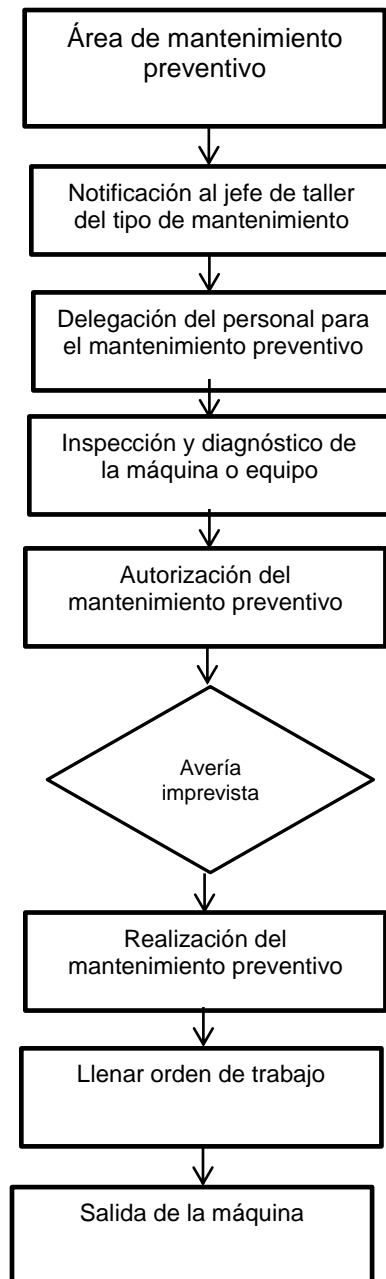 Área de mantenimiento
preventivo
Notificación al jefe de taller
del tipo de mantenimiento
Delegación del personal para
el mantenimiento preventivo
Inspección y diagnóstico de
la máquina o equipo
Autorización del
mantenimiento preventivo
Avería
imprevista
Realización del
mantenimiento preventivo
Llenar orden de trabajo
Salida de la máquina